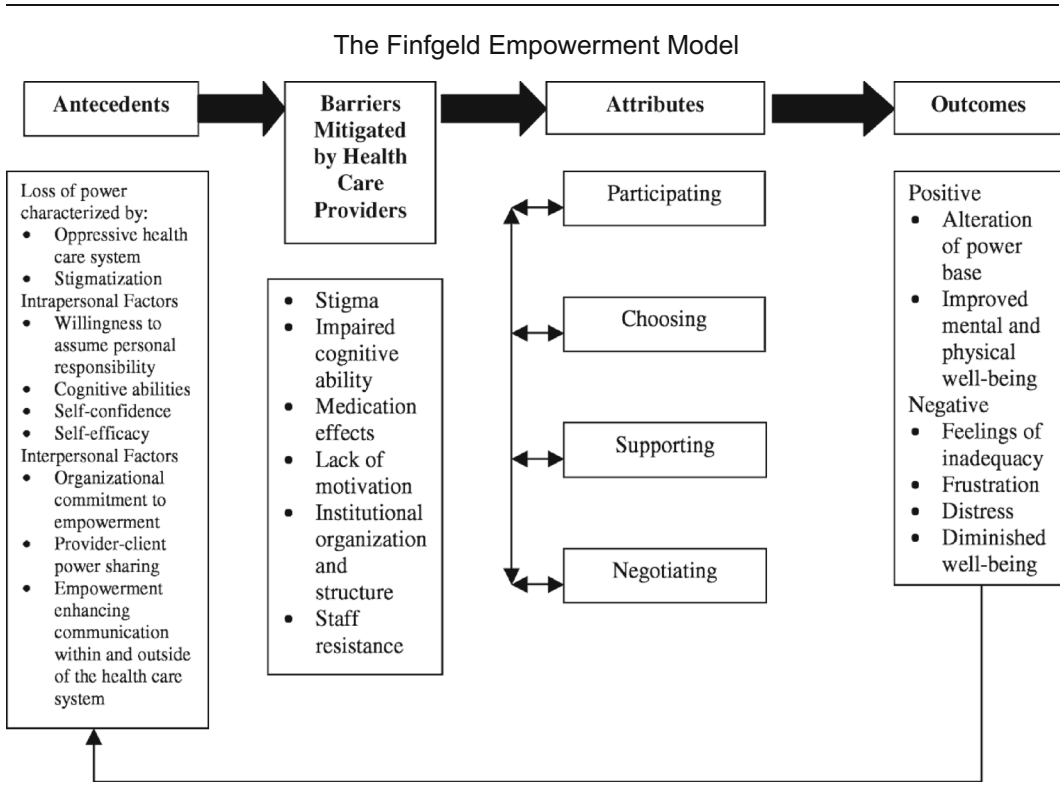 The Finfgeld Empowerment Model
Antecedents
Barriers
Mitigated
by Health
Care
Providers
Attributes
Outcomes
Loss of power
characterized by:
• Oppressive health
care system
• Stigmatization
Intrapersonal Factors
• Willingness to
assume personal
responsibility
• Cognitive abilities
• Self-confidence
• Self-efficacy
Interpersonal Factors
• Organizational
commitment to
empowerment
• Provider-client
power sharing
• Empowerment
enhancing
communication
within and outside
of the health care
system
• Stigma
• Impaired
cognitive
ability
• Medication
effects
• Lack of
motivation
• Institutional
organization
and
structure
• Staff
resistance
Participating
Choosing
Supporting
Negotiating
Positive
• Alteration
of power
base
• Improved
mental and
physical
well-being
Negative
• Feelings of
inadequacy
• Frustration
• Distress
• Diminished
well-being